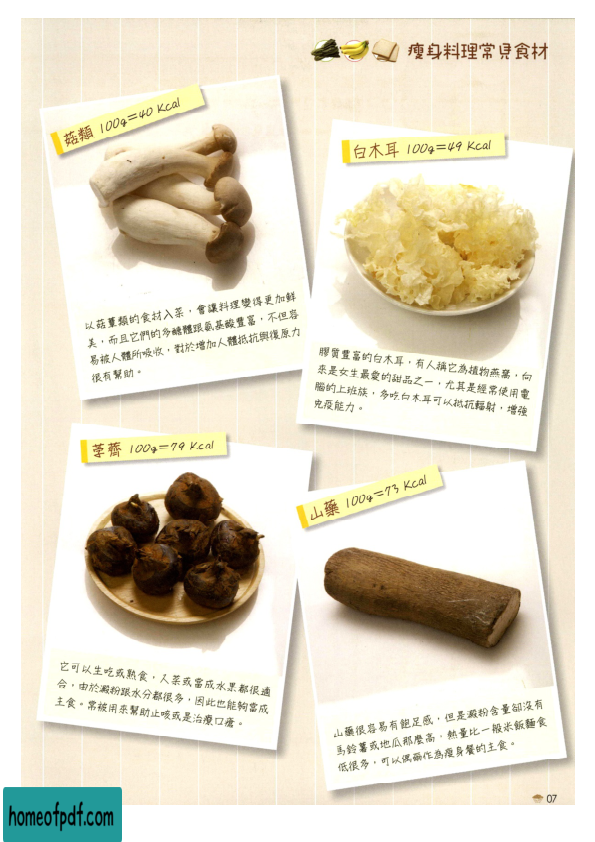 瘦身料理常見食材
菇類 100g=40 Kcal
以菇蕈類的食材入菜，會讓料理變得更加鮮
美，而且它們的多醣體跟氨基酸豐富，不但容
易被人體所吸收，對於增加人體抵抗與復原力
很有幫助。
白木耳 100g=49 Kcal
膠質豐富的白木耳，有人稱它為植物燕窩，向
來是女生最愛的甜品之一，尤其是經常使用電
腦的上班族，多吃白木耳可以抵抗輻射，增強
免疫能力。
荸薺 100g=79 Kcal
它可以生吃或熟食，入菜或當成水果都很適
合，由於澱粉跟水分都很多，因此也能夠當成
主食。常被用來幫助止咳或是治療口瘡。
山藥 100g=73 Kcal
山藥很容易有飽足感，但是澱粉含量卻沒有
馬鈴薯或地瓜那麼高，熱量比一般米飯麵食
低很多，可以偶爾作為瘦身餐的主食。
07
homeofpdf.com